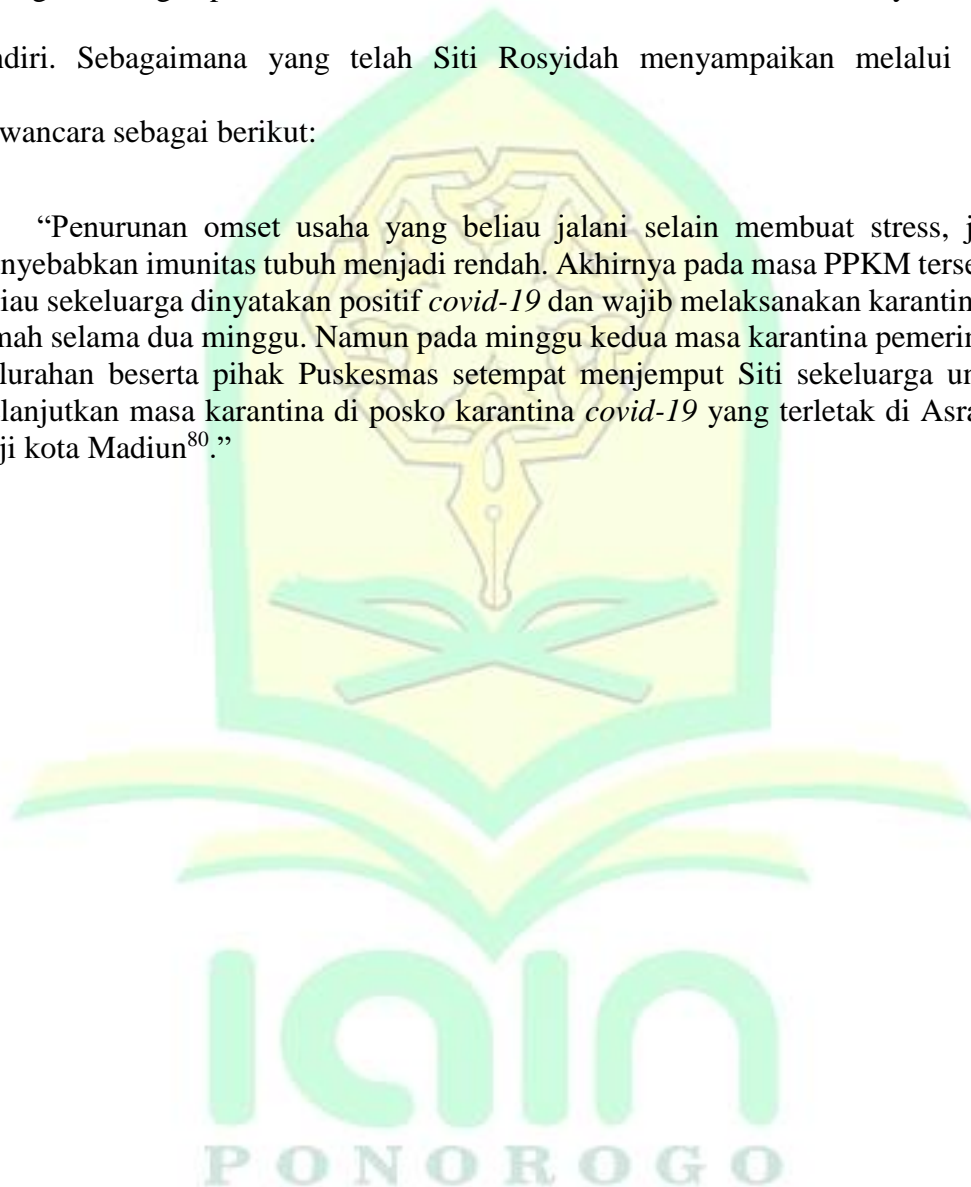 ndiri. Sebagaimana yang telah Siti Rosyidah menyampaikan melalui
wancara sebagai berikut:
“Penurunan omset usaha yang beliau jalani selain membuat stress, j
nyebabkan imunitas tubuh menjadi rendah. Akhirnya pada masa PPKM terse
iau sekeluarga dinyatakan positif covid-19 dan wajib melaksanakan karantin
mah selama dua minggu. Namun pada minggu kedua masa karantina pemerin
lurahan beserta pihak Puskesmas setempat menjemput Siti sekeluarga un
lanjutkan masa karantina di posko karantina covid-19 yang terletak di Asra
ji kota Madiun80.”
iain
PONOROGO